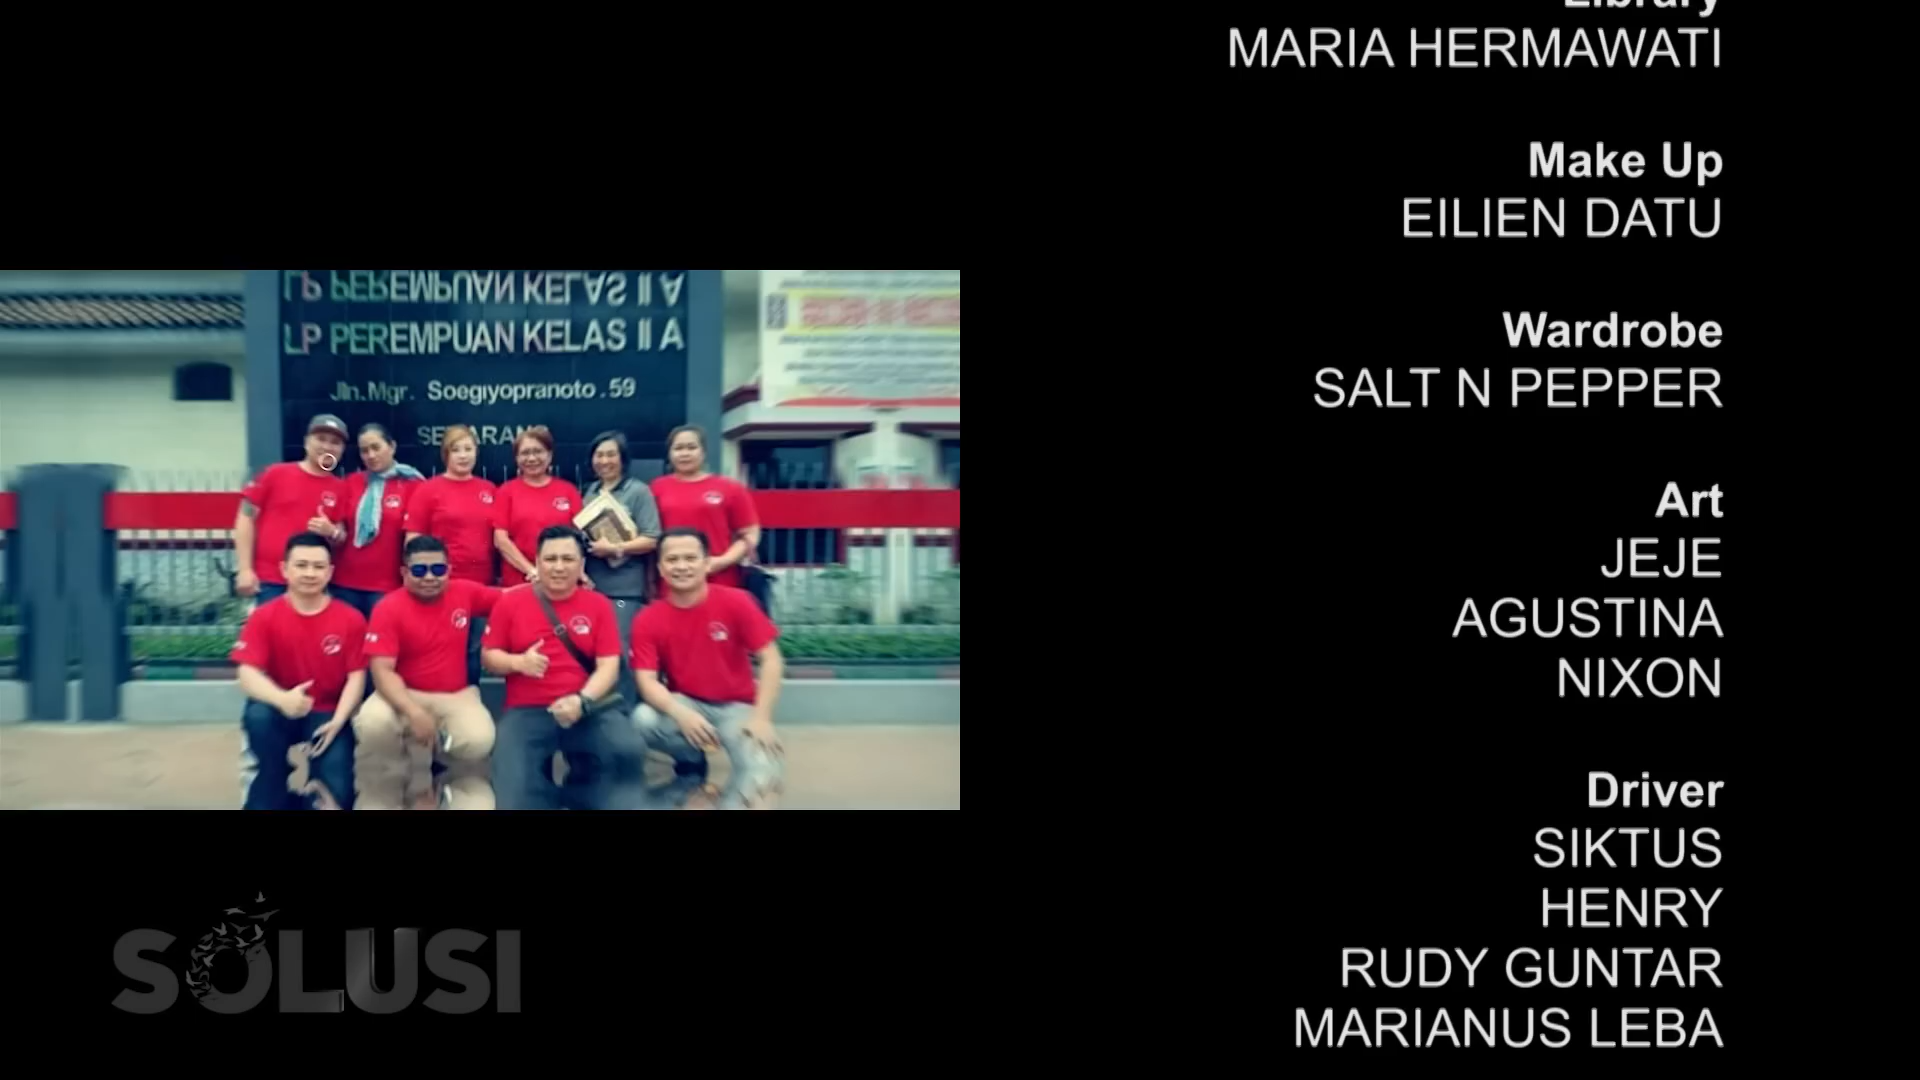 Library
MARIA HERMAWATI
Make Up
EILIEN DATU
Wardrobe
SALT N PEPPER
Art
JEJE
AGUSTINA
NIXON
Driver
SIKTUS
HENRY
RUDY GUNTAR
MARIANUS LEBA
LP PEREMPUAN KELAS II A
LP PEREMPUAN KELAS II A
Jln.Mgr. Soegiyopranoto.59
SOLUSI